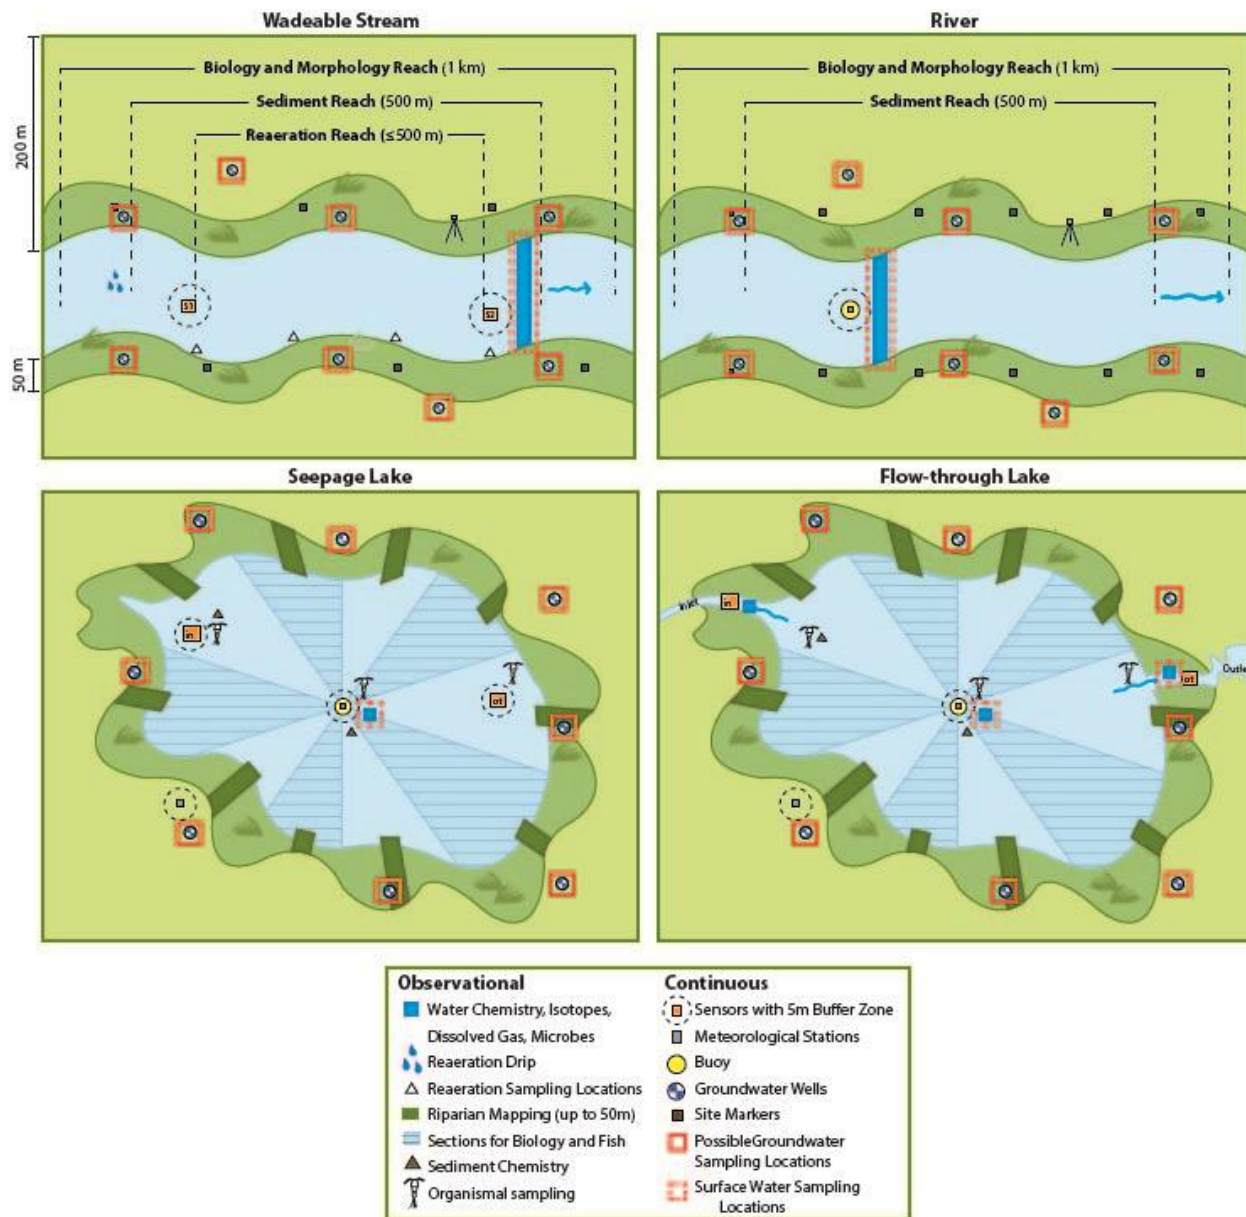 Wadeable Stream
River
200 m
50 m
Biology and Morphology Reach (1 km)
Sediment Reach (500 m)
Reaeration Reach (≤500 m)
S1
S2
Biology and Morphology Reach (1 km)
Sediment Reach (500 m)
Seepage Lake
Flow-through Lake
in
ot
Inlet
in
ot
Outle
Observational
Water Chemistry, Isotopes,
Dissolved Gas, Microbes
Reaeration Drip
Reaeration Sampling Locations
Riparian Mapping (up to 50m)
Sections for Biology and Fish
Sediment Chemistry
Organismal sampling
Continuous
Sensors with 5m Buffer Zone
Meteorological Stations
Buoy
Groundwater Wells
Site Markers
PossibleGroundwater
Sampling Locations
Surface Water Sampling
Locations